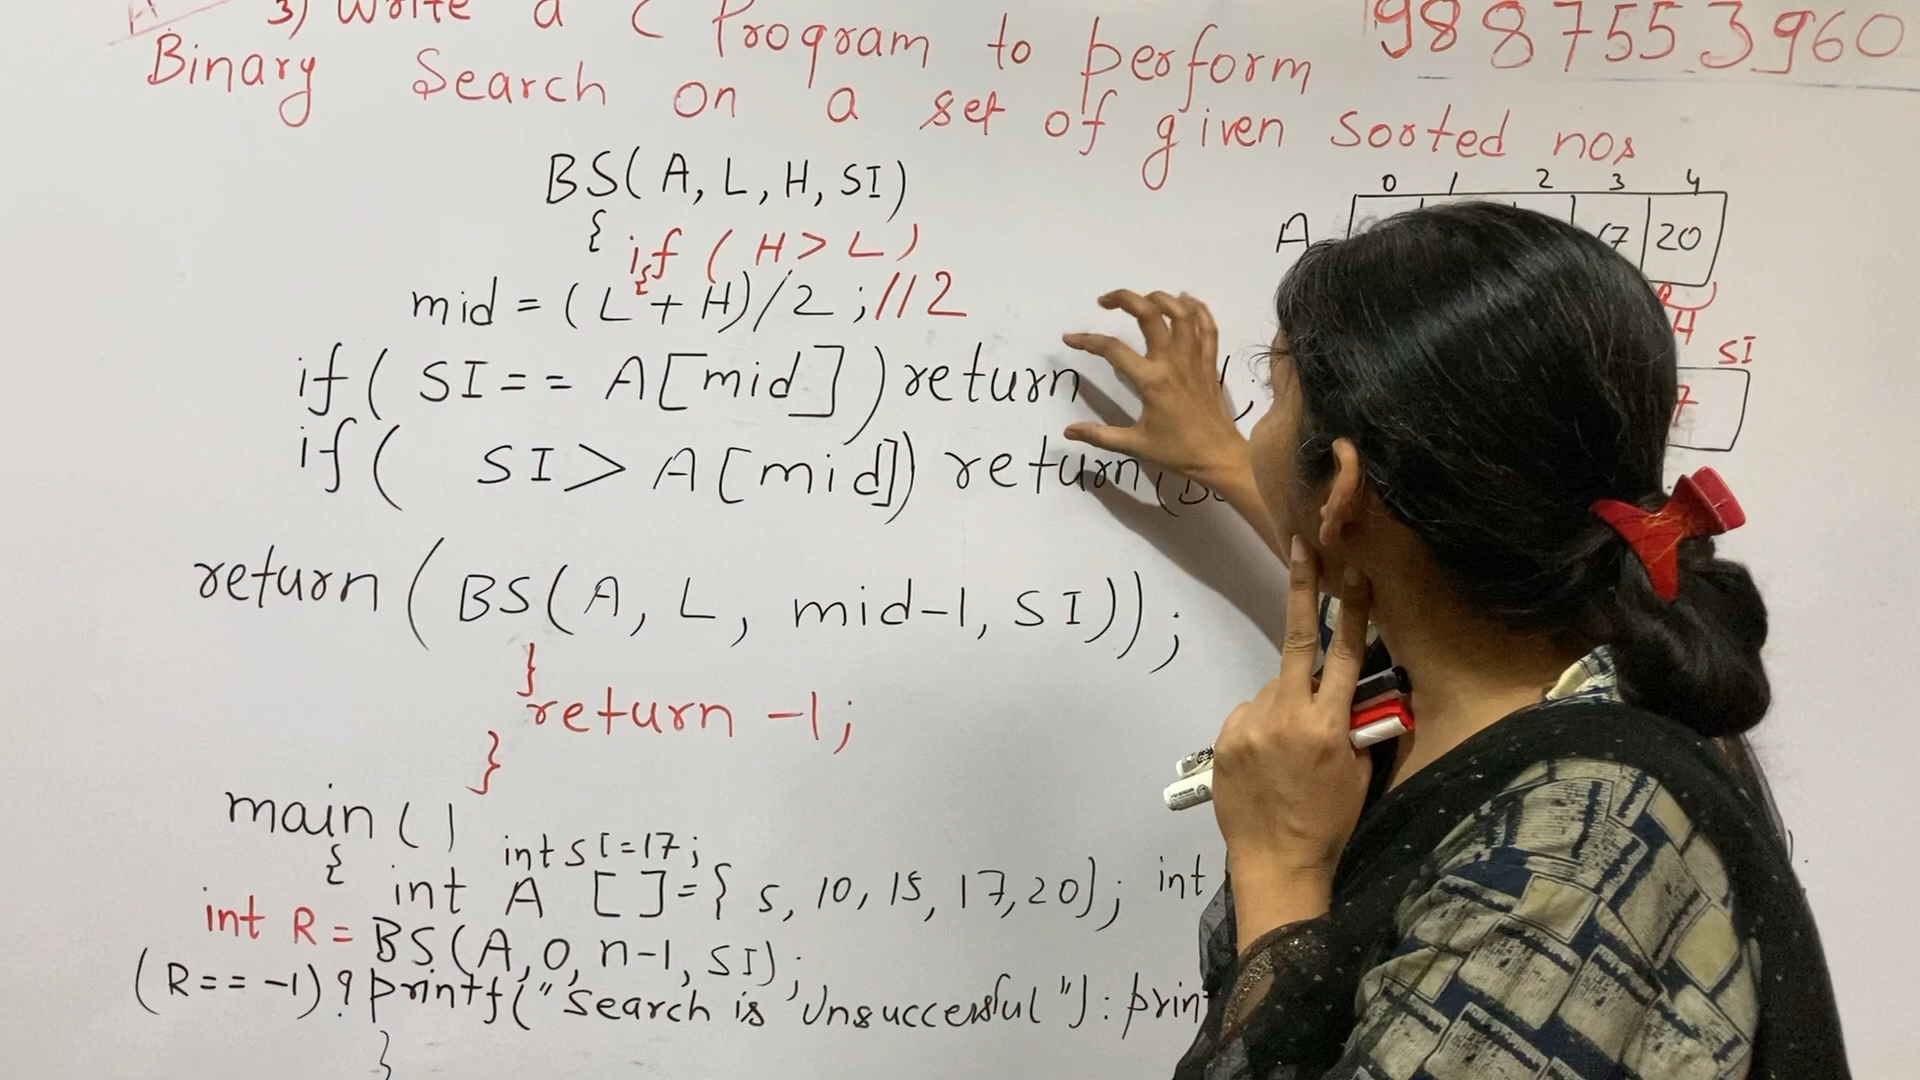 3) Write a C Program to perform
9887553960
Binary Search on a set of given sorted nos
BS(A, L, H, SI)
{ if ( H > L )
{
mid = ( L + H)/2 ; //2
if ( SI == A[mid] ) return ;
if ( SI > A[mid]) return (BS
return ( BS(A, L, mid-1, SI));
}
return -1;
}
main ( )
{ int SI=17;
int A [ ]={ 5, 10, 15, 17, 20}; int
int R = BS(A, 0, n-1, SI);
(R == -1) ? printf("Search is Unsuccessful") : prin
}
0 1 2 3 4
A 17 20
H
SI
7